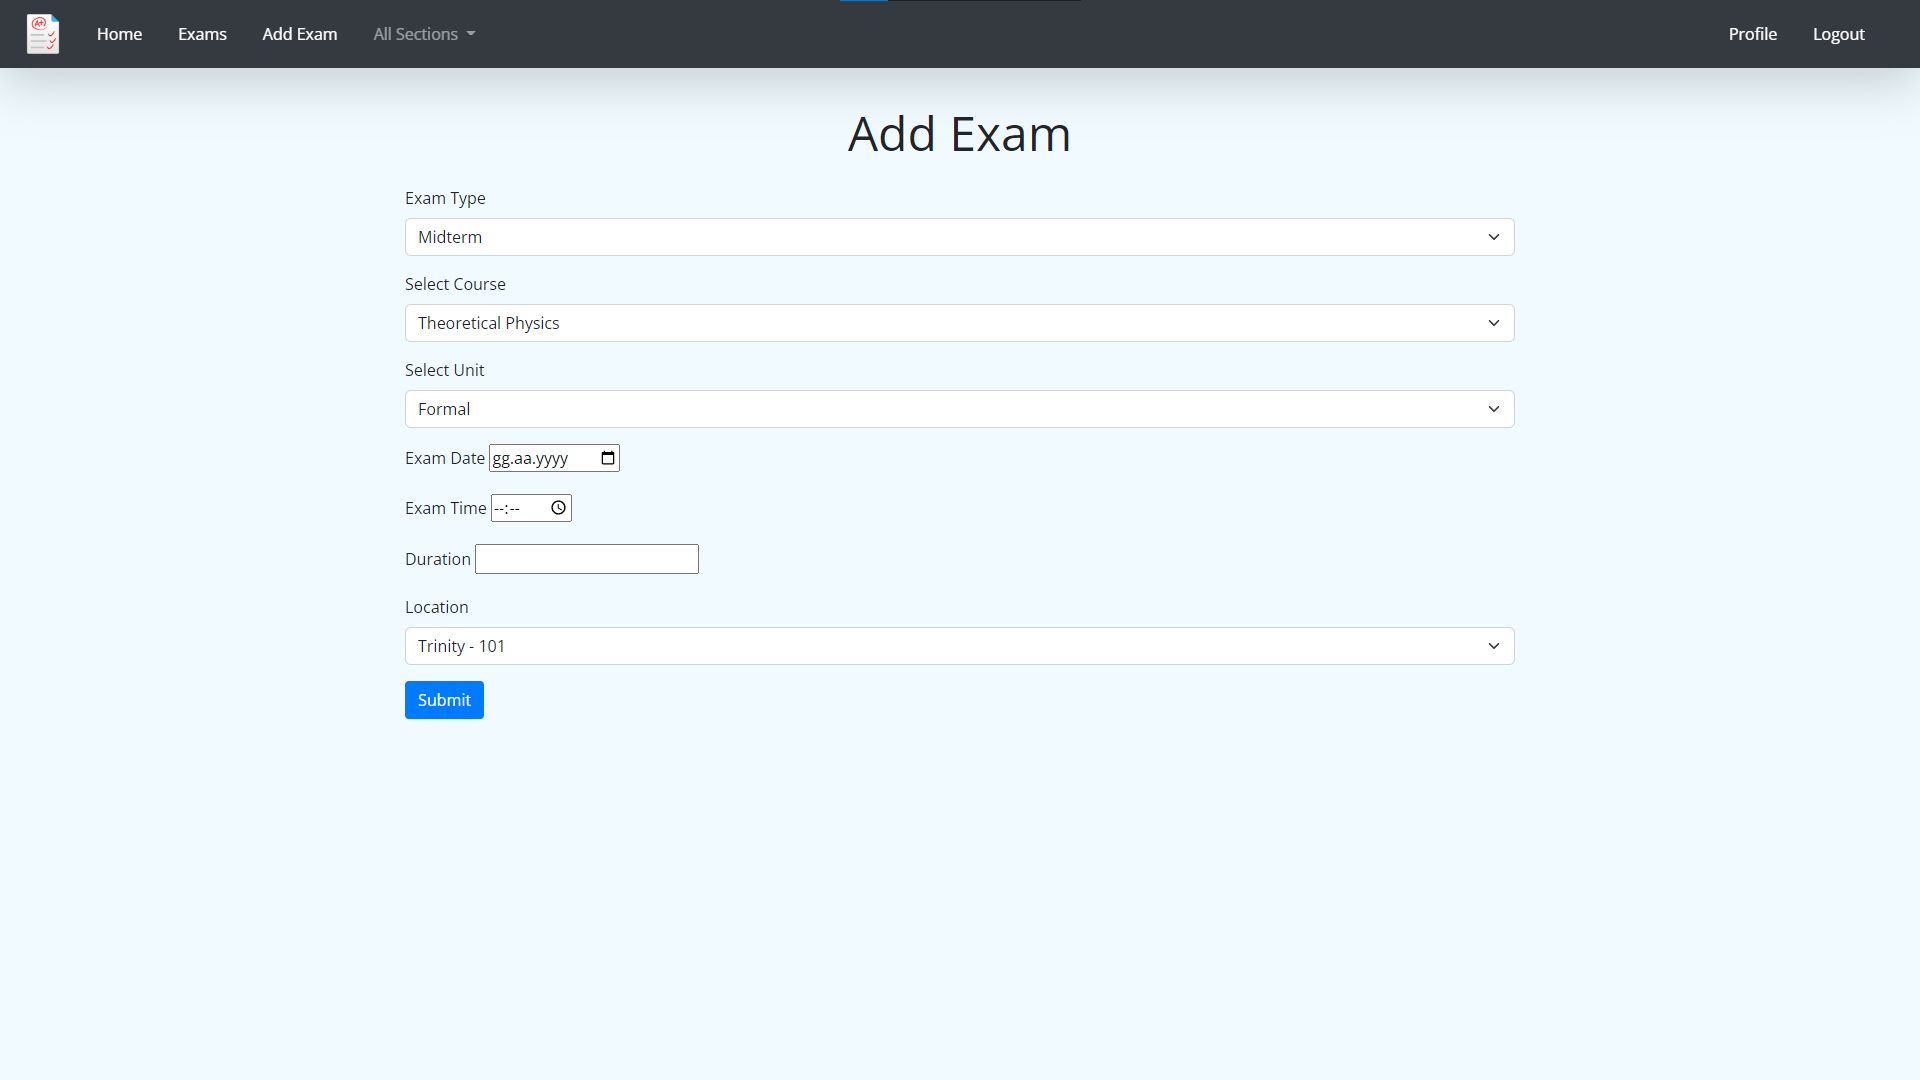 A+ Home Exams Add Exam All Sections Profile Logout
Add Exam
Exam Type
Midterm
Select Course
Theoretical Physics
Select Unit
Formal
Exam Date gg.aa.yyyy
Exam Time --:--
Duration
Location
Trinity - 101
Submit